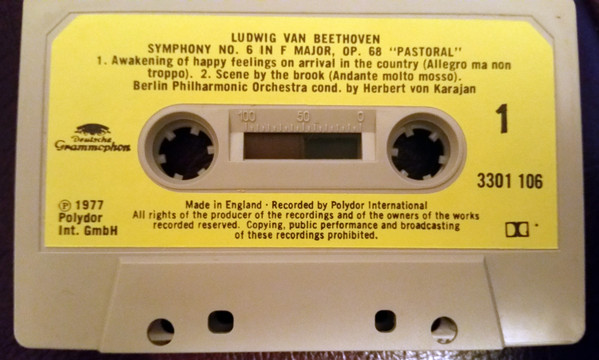 LUDWIG VAN BEETHOVEN
SYMPHONY NO. 6 IN F MAJOR, OP. 68 "PASTORAL"
1. Awakening of happy feelings on arrival in the country (Allegro ma non
troppo). 2. Scene by the brook (Andante molto mosso).
Berlin Philharmonic Orchestra cond. by Herbert von Karajan
100 50 0
1
Deutsche
Grammophon
3301 106
Ⓟ 1977
Polydor
Int. GmbH
Made in England · Recorded by Polydor International
All rights of the producer of the recordings and of the owners of the works
recorded reserved. Copying, public performance and broadcasting
of these recordings prohibited.